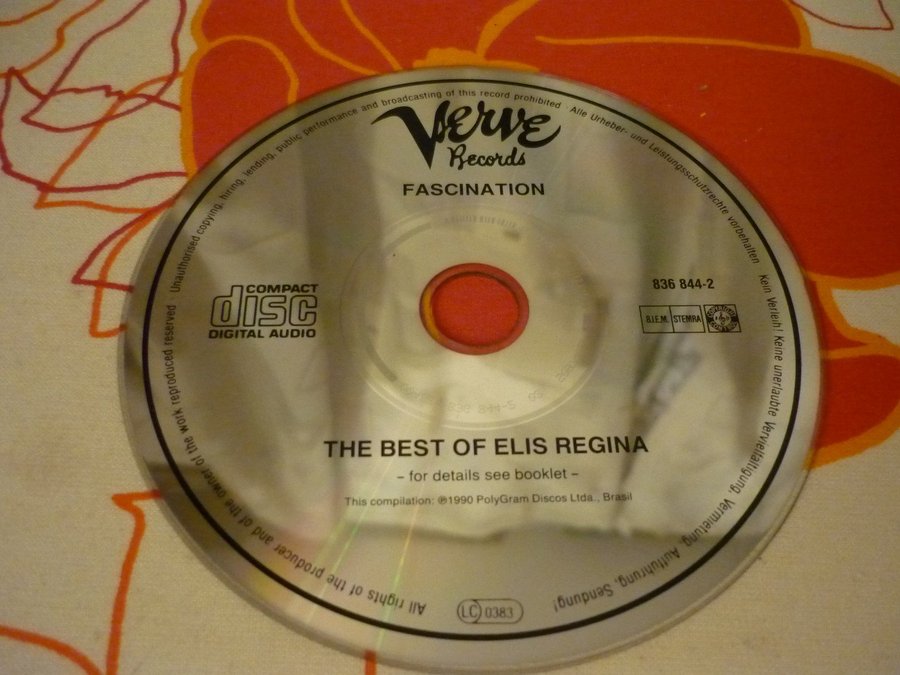 Verve
Records
FASCINATION
COMPACT
disc
DIGITAL AUDIO
836 844-2
B.I.E.M. STEMRA
THE BEST OF ELIS REGINA
– for details see booklet –
This compilation: ℗1990 PolyGram Discos Ltda., Brasil
LC 0383
All rights of the producer and of the owner of the work reproduced reserved Unauthorised copying, hiring, lending, public performance and broadcasting of this record prohibited · Alle Urheber- und Leistungsschutzrechte vorbehalten Kein Verleih! Keine unerlaubte Vervielfältigung, Vermietung, Aufführung, Sendung!